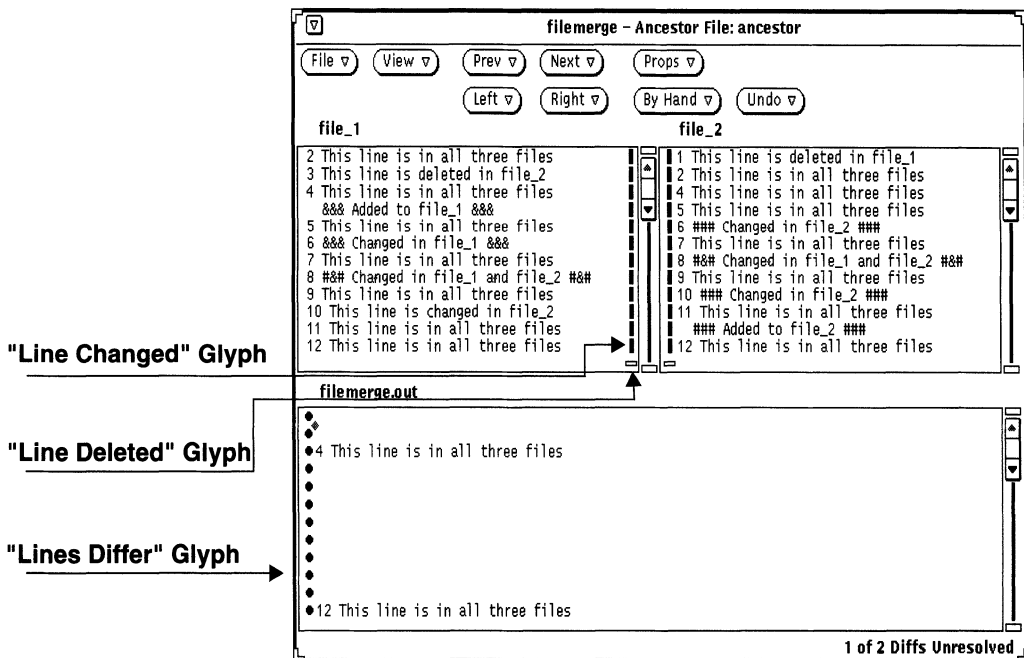 filemerge – Ancestor File: ancestor
File View Prev Next Props
Left Right By Hand Undo
file_1
2 This line is in all three files
3 This line is deleted in file_2
4 This line is in all three files
&&& Added to file_1 &&&
5 This line is in all three files
6 &&& Changed in file_1 &&&
7 This line is in all three files
8 #&# Changed in file_1 and file_2 #&#
9 This line is in all three files
10 This line is changed in file_2
11 This line is in all three files
12 This line is in all three files
file_2
1 This line is deleted in file_1
2 This line is in all three files
4 This line is in all three files
5 This line is in all three files
6 ### Changed in file_2 ###
7 This line is in all three files
8 #&# Changed in file_1 and file_2 #&#
9 This line is in all three files
10 ### Changed in file_2 ###
11 This line is in all three files
### Added to file_2 ###
12 This line is in all three files
"Line Changed" Glyph
filemerge.out
"Line Deleted" Glyph
4 This line is in all three files
"Lines Differ" Glyph
12 This line is in all three files
1 of 2 Diffs Unresolved